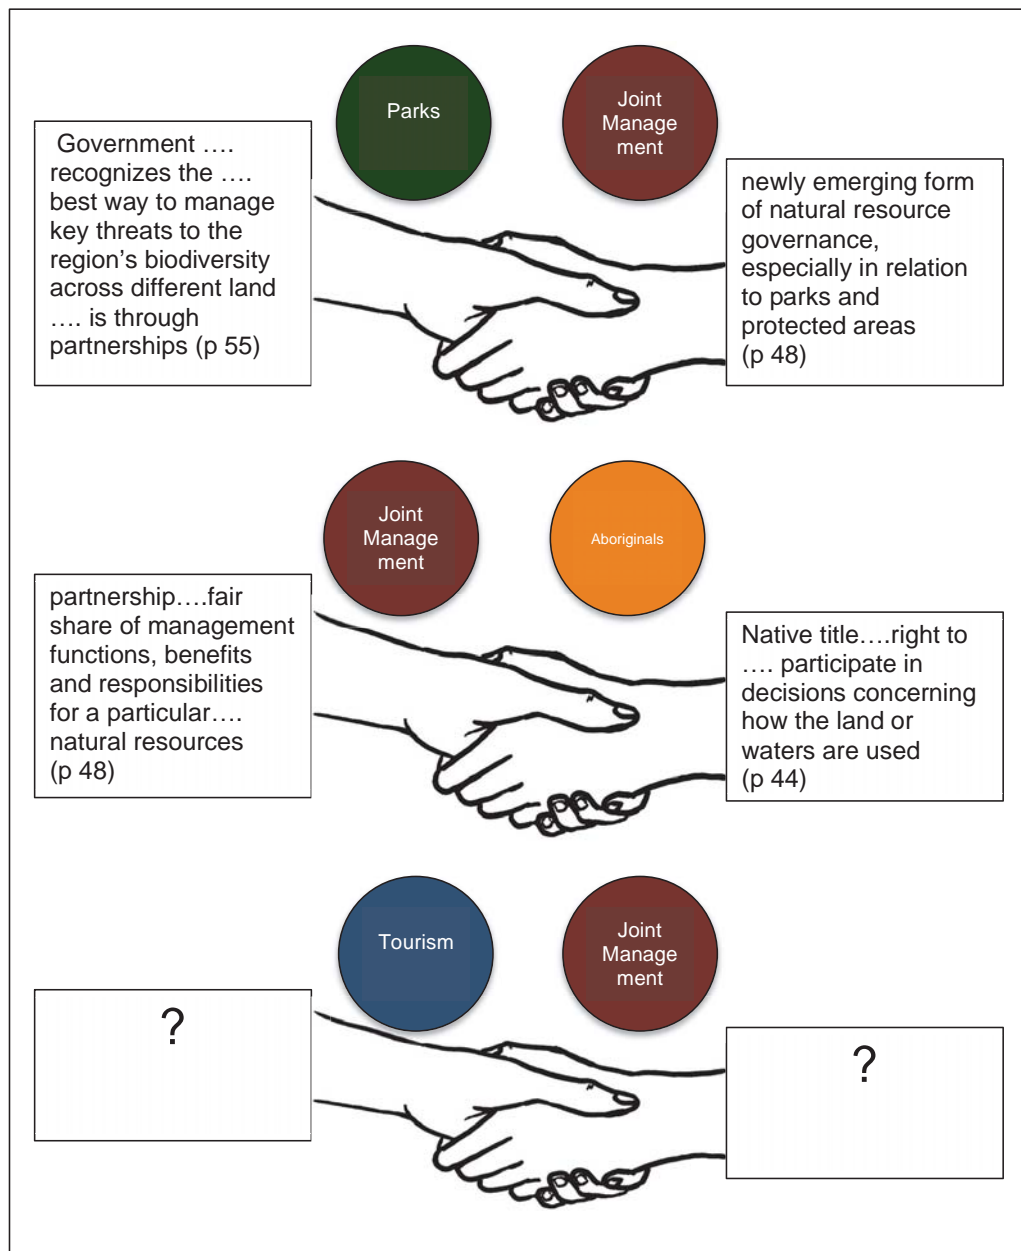 Parks
Joint
Manage
ment
Government ….
recognizes the ….
best way to manage
key threats to the
region’s biodiversity
across different land
…. is through
partnerships (p 55)
newly emerging form
of natural resource
governance,
especially in relation
to parks and
protected areas
(p 48)
Joint
Manage
ment
Aboriginals
partnership….fair
share of management
functions, benefits
and responsibilities
for a particular….
natural resources
(p 48)
Native title….right to
…. participate in
decisions concerning
how the land or
waters are used
(p 44)
Tourism
Joint
Manage
ment
?
?